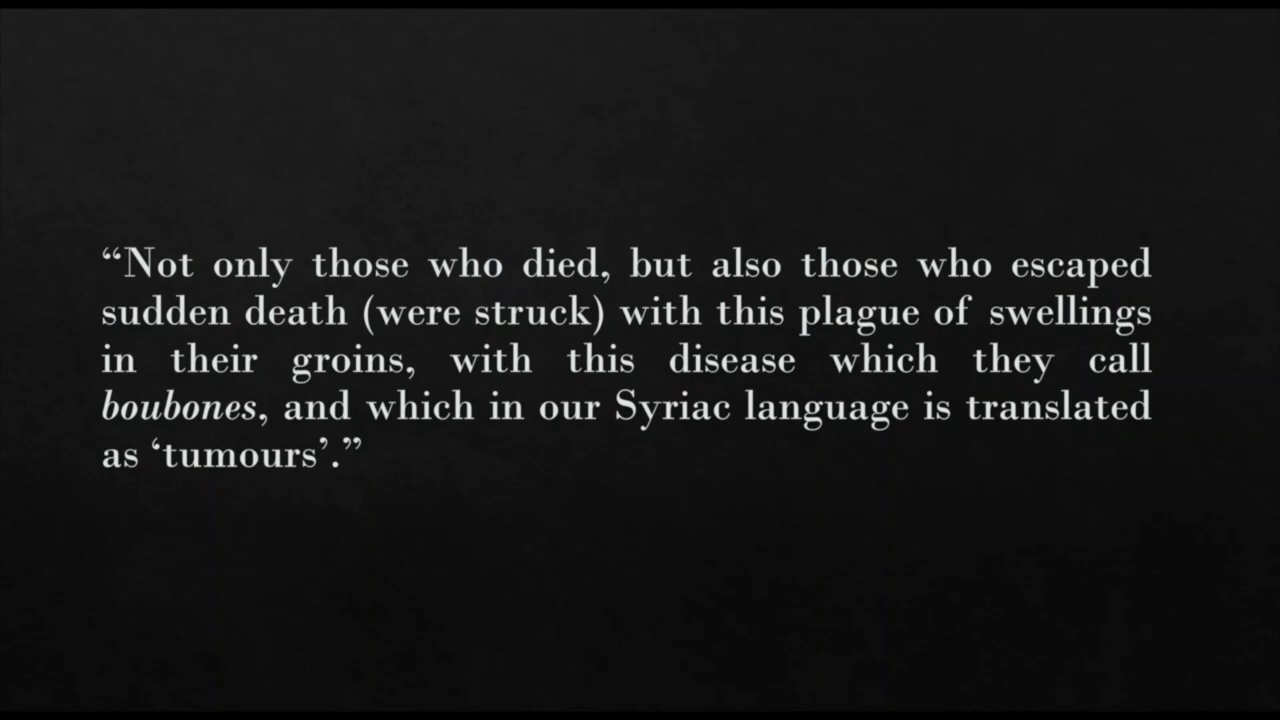 “Not only those who died, but also those who escaped
sudden death (were struck) with this plague of swellings
in their groins, with this disease which they call
boubones, and which in our Syriac language is translated
as ‘tumours’.”